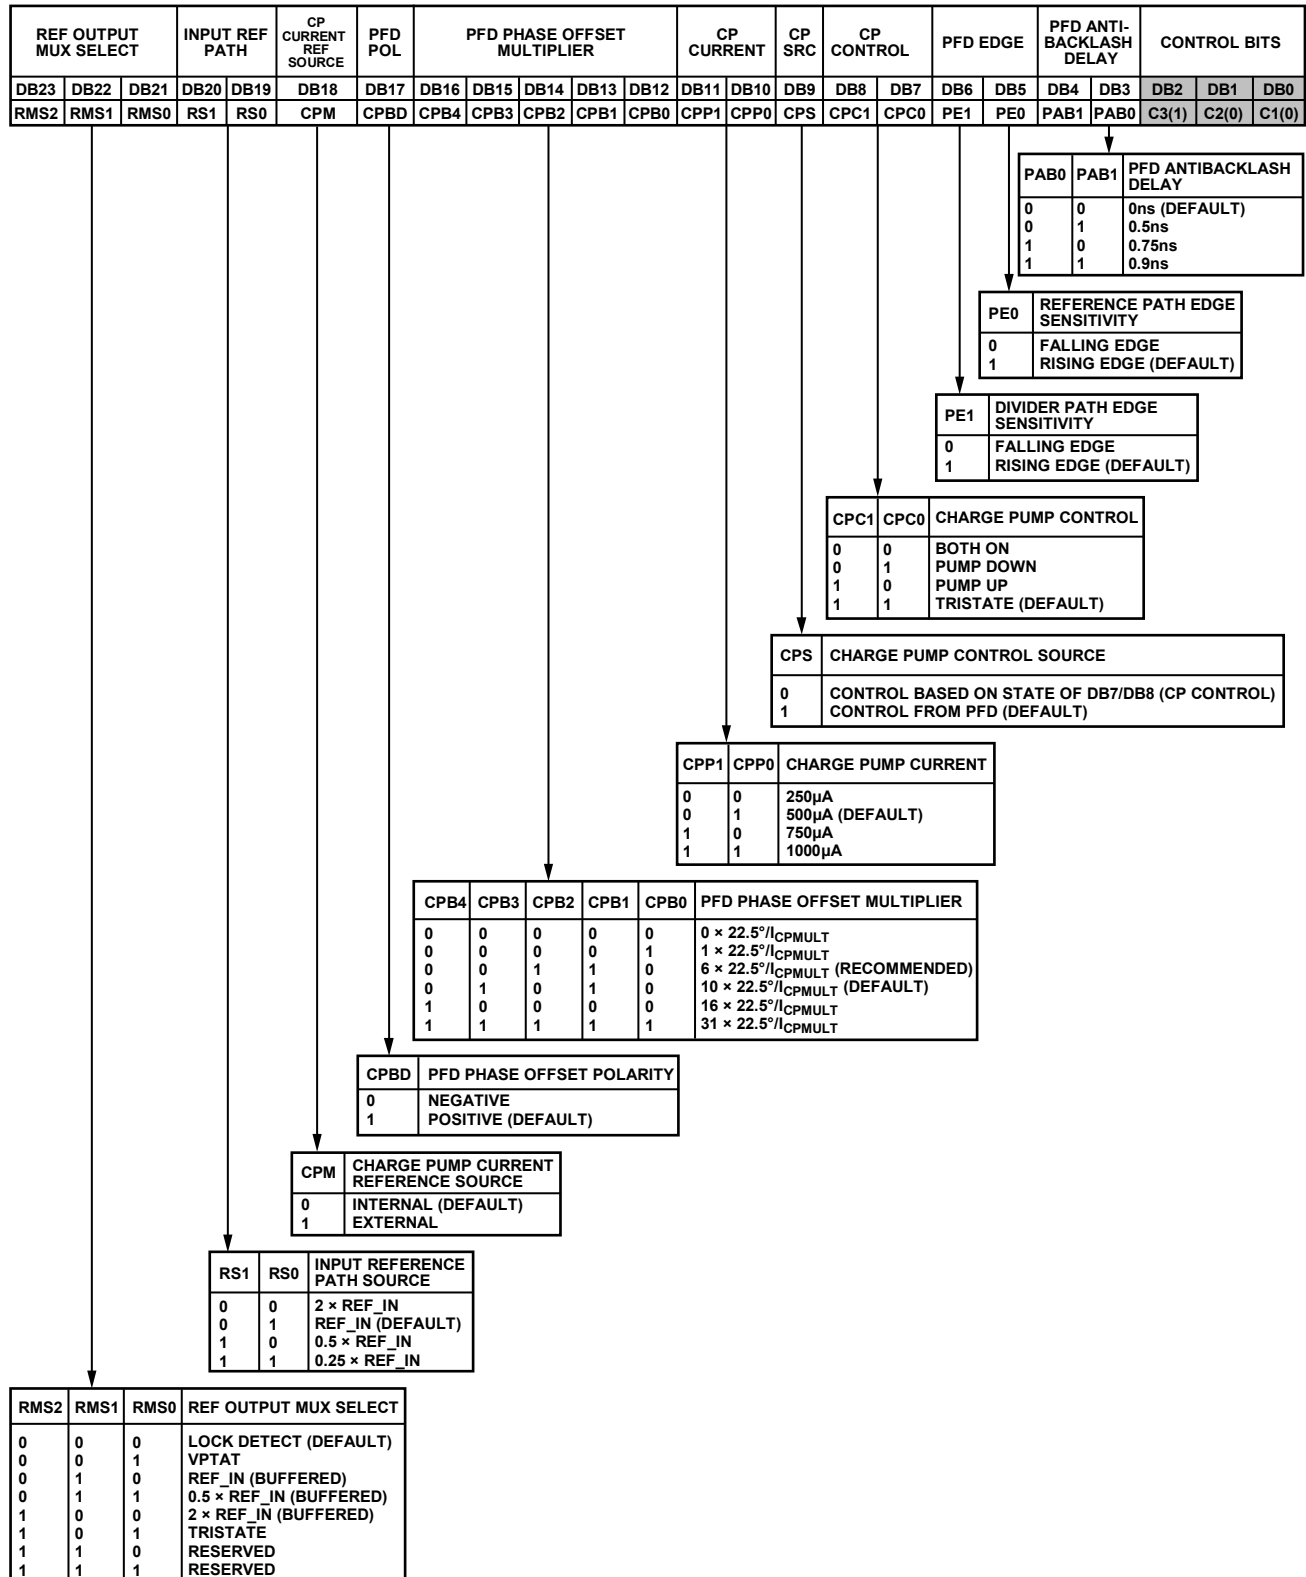 REF OUTPUT MUX SELECT | INPUT REF PATH | CP CURRENT REF SOURCE | PFD POL | PFD PHASE OFFSET MULTIPLIER | CP CURRENT | CP SRC | CP CONTROL | PFD EDGE | PFD ANTI-BACKLASH DELAY | CONTROL BITS
DB23 DB22 DB21 DB20 DB19 DB18 DB17 DB16 DB15 DB14 DB13 DB12 DB11 DB10 DB9 DB8 DB7 DB6 DB5 DB4 DB3 DB2 DB1 DB0
RMS2 RMS1 RMS0 RS1 RS0 CPM CPBD CPB4 CPB3 CPB2 CPB1 CPB0 CPP1 CPP0 CPS CPC1 CPC0 PE1 PE0 PAB1 PAB0 C3(1) C2(0) C1(0)
PAB0 PAB1 PFD ANTIBACKLASH DELAY
0 0 0ns (DEFAULT)
0 1 0.5ns
1 0 0.75ns
1 1 0.9ns
PE0 REFERENCE PATH EDGE SENSITIVITY
0 FALLING EDGE
1 RISING EDGE (DEFAULT)
PE1 DIVIDER PATH EDGE SENSITIVITY
0 FALLING EDGE
1 RISING EDGE (DEFAULT)
CPC1 CPC0 CHARGE PUMP CONTROL
0 0 BOTH ON
0 1 PUMP DOWN
1 0 PUMP UP
1 1 TRISTATE (DEFAULT)
CPS CHARGE PUMP CONTROL SOURCE
0 CONTROL BASED ON STATE OF DB7/DB8 (CP CONTROL)
1 CONTROL FROM PFD (DEFAULT)
CPP1 CPP0 CHARGE PUMP CURRENT
0 0 250µA
0 1 500µA (DEFAULT)
1 0 750µA
1 1 1000µA
CPB4 CPB3 CPB2 CPB1 CPB0 PFD PHASE OFFSET MULTIPLIER
0 0 0 0 0 0 × 22.5°/ICPMULT
0 0 0 0 1 1 × 22.5°/ICPMULT
0 0 1 1 0 6 × 22.5°/ICPMULT (RECOMMENDED)
0 1 0 1 0 10 × 22.5°/ICPMULT (DEFAULT)
1 0 0 0 0 16 × 22.5°/ICPMULT
1 1 1 1 1 31 × 22.5°/ICPMULT
CPBD PFD PHASE OFFSET POLARITY
0 NEGATIVE
1 POSITIVE (DEFAULT)
CPM CHARGE PUMP CURRENT REFERENCE SOURCE
0 INTERNAL (DEFAULT)
1 EXTERNAL
RS1 RS0 INPUT REFERENCE PATH SOURCE
0 0 2 × REF_IN
0 1 REF_IN (DEFAULT)
1 0 0.5 × REF_IN
1 1 0.25 × REF_IN
RMS2 RMS1 RMS0 REF OUTPUT MUX SELECT
0 0 0 LOCK DETECT (DEFAULT)
0 0 1 VPTAT
0 1 0 REF_IN (BUFFERED)
0 1 1 0.5 × REF_IN (BUFFERED)
1 0 0 2 × REF_IN (BUFFERED)
1 0 1 TRISTATE
1 1 0 RESERVED
1 1 1 RESERVED